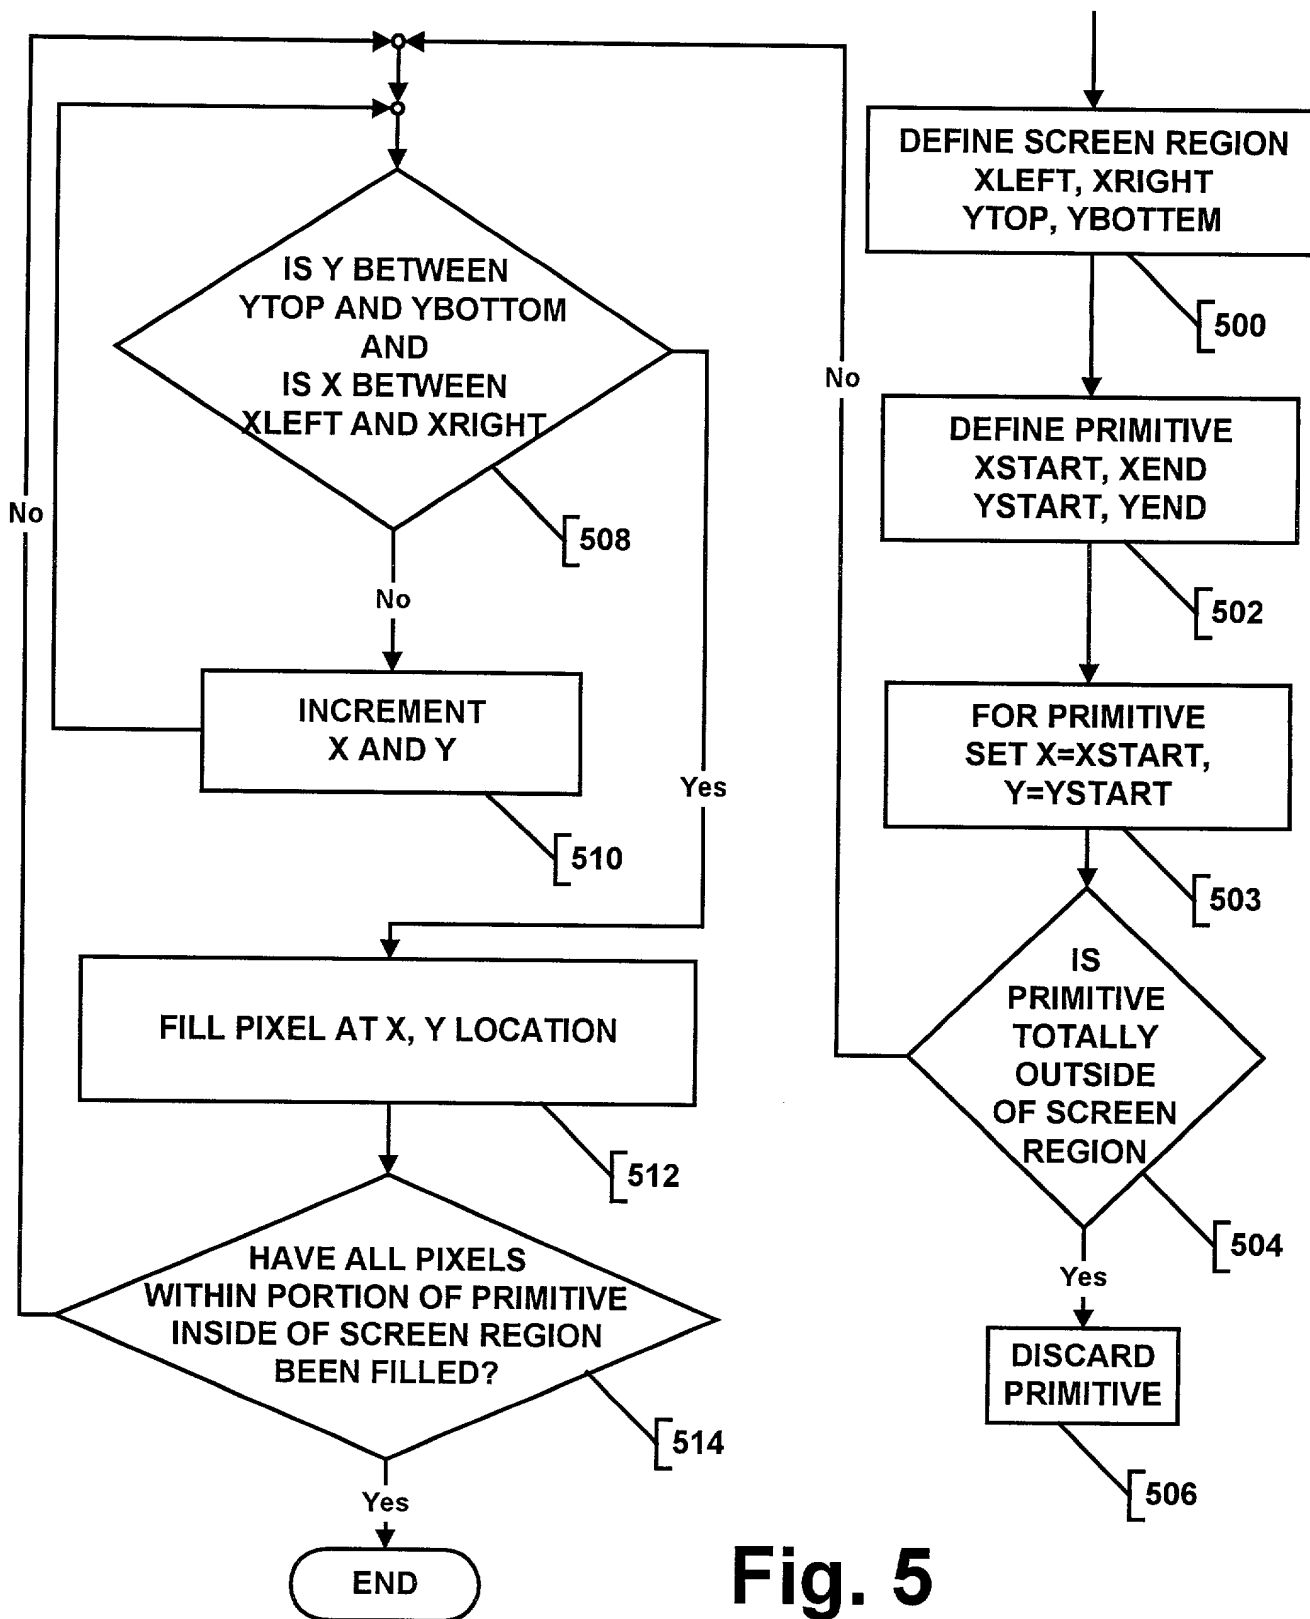 DEFINE SCREEN REGION
XLEFT, XRIGHT
YTOP, YBOTTEM
500
DEFINE PRIMITIVE
XSTART, XEND
YSTART, YEND
502
FOR PRIMITIVE
SET X=XSTART,
Y=YSTART
503
IS
PRIMITIVE
TOTALLY
OUTSIDE
OF SCREEN
REGION
504
No
Yes
DISCARD
PRIMITIVE
506
IS Y BETWEEN
YTOP AND YBOTTOM
AND
IS X BETWEEN
XLEFT AND XRIGHT
508
No
INCREMENT
X AND Y
510
Yes
FILL PIXEL AT X, Y LOCATION
512
HAVE ALL PIXELS
WITHIN PORTION OF PRIMITIVE
INSIDE OF SCREEN REGION
BEEN FILLED?
514
No
Yes
END
Fig. 5